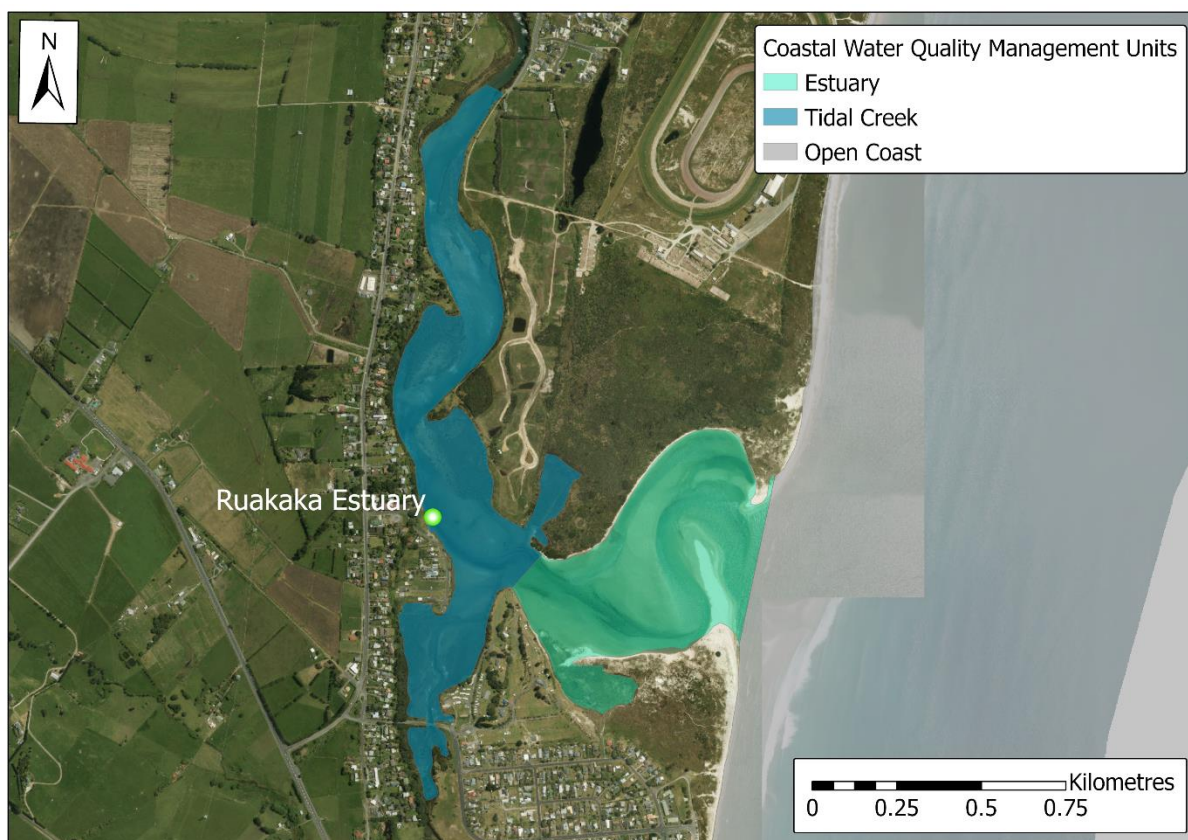 N
Coastal Water Quality Management Units
Estuary
Tidal Creek
Open Coast
Ruakaka Estuary
Kilometres
0 0.25 0.5 0.75